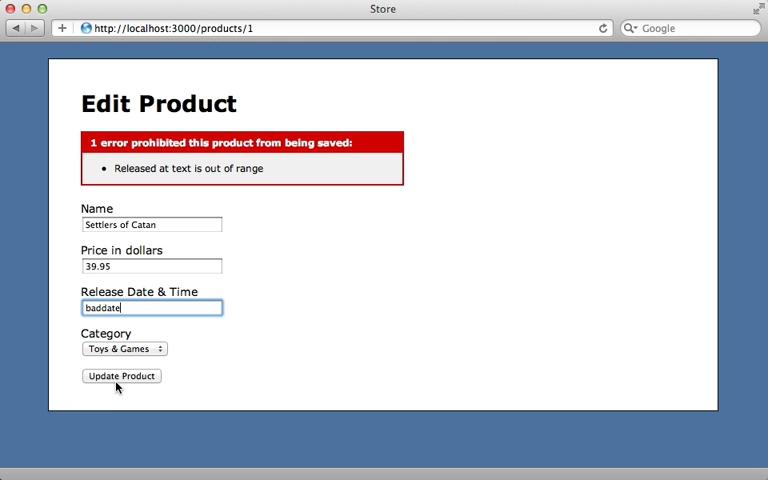 Store
http://localhost:3000/products/1
Google
Edit Product
1 error prohibited this product from being saved:
Released at text is out of range
Name
Settlers of Catan
Price in dollars
39.95
Release Date & Time
baddate
Category
Toys & Games
Update Product